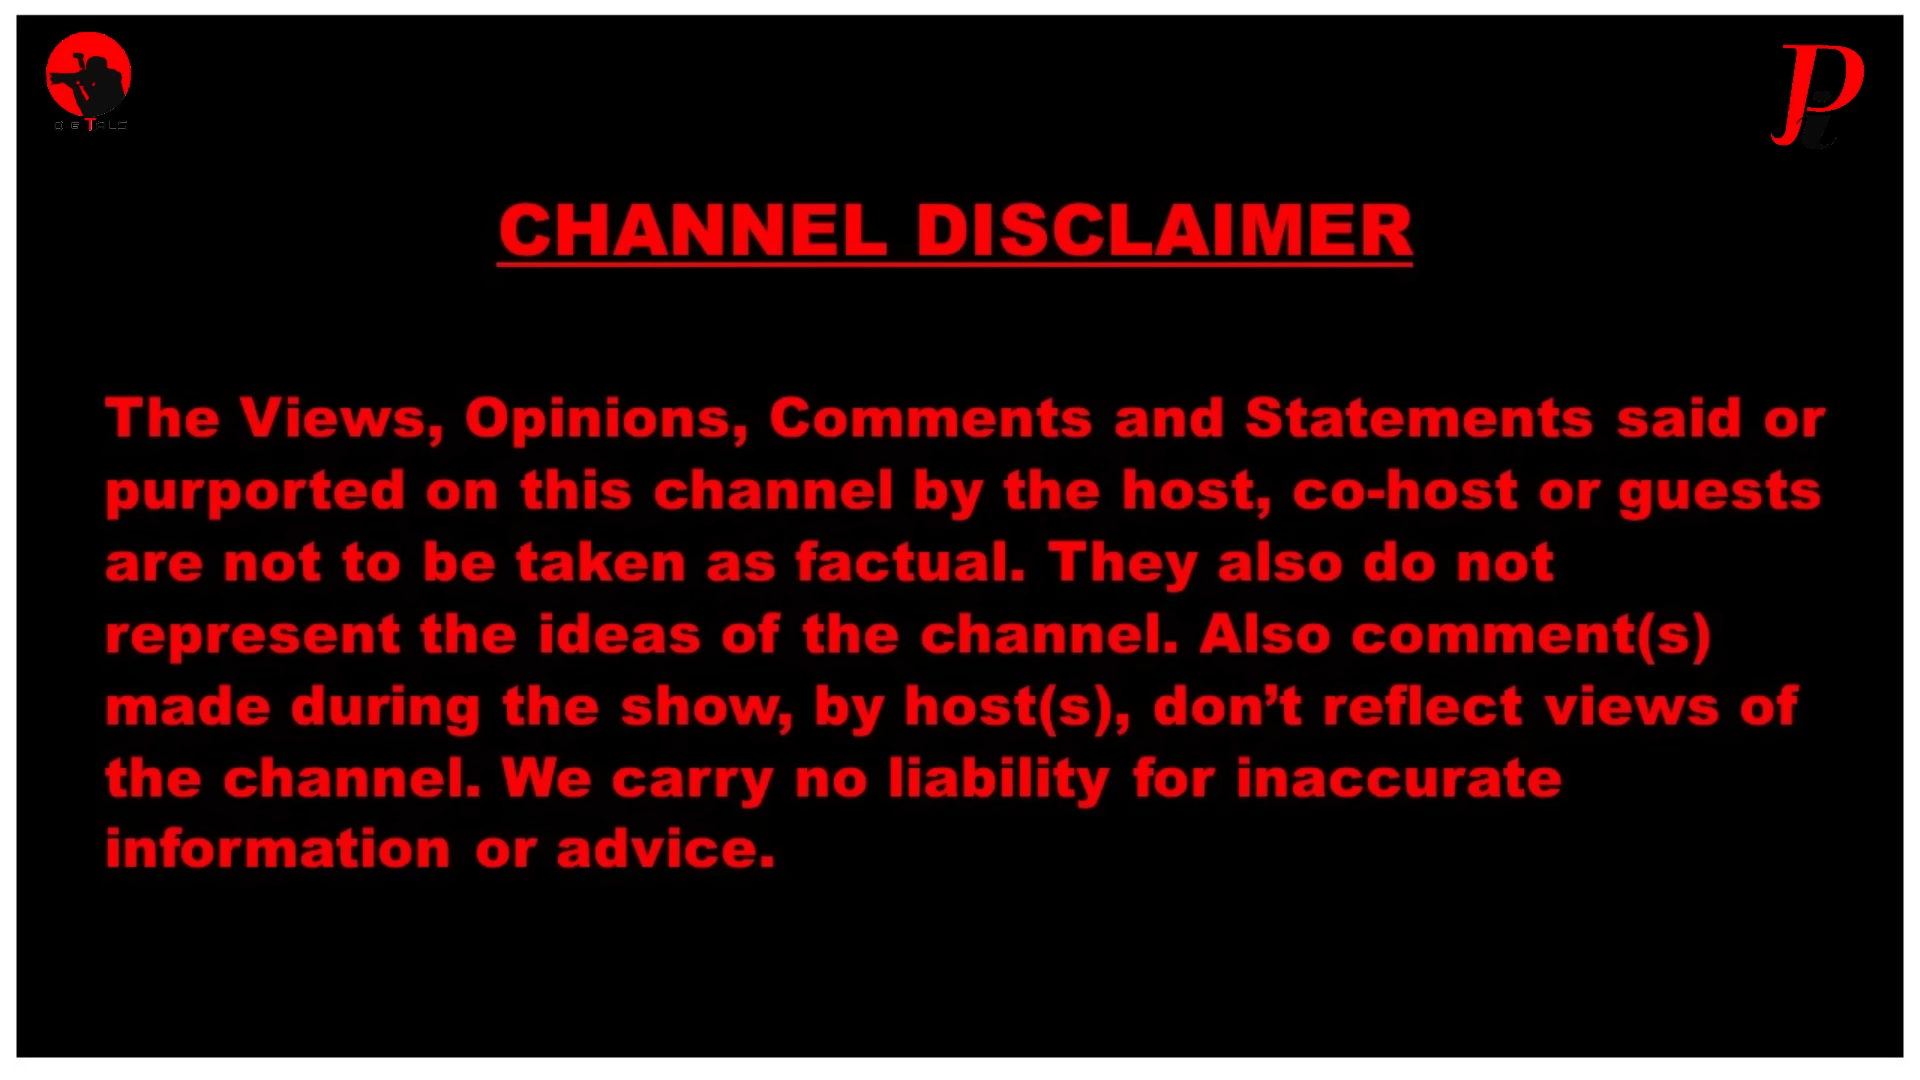 CHANNEL DISCLAIMER
The Views, Opinions, Comments and Statements said or
purported on this channel by the host, co-host or guests
are not to be taken as factual. They also do not
represent the ideas of the channel. Also comment(s)
made during the show, by host(s), don’t reflect views of
the channel. We carry no liability for inaccurate
information or advice.